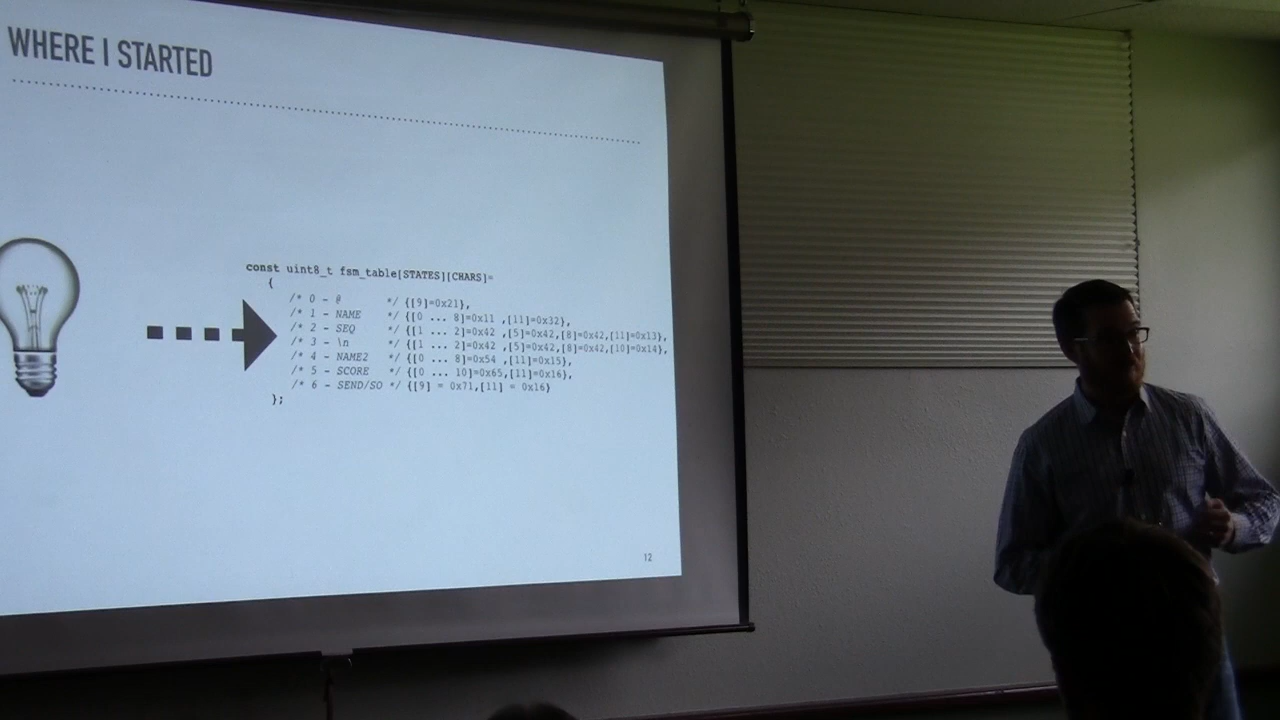 WHERE I STARTED
const uint8_t fsm_table[STATES][CHARS]=
{
/* 0 - @ */ {[9]=0x21},
/* 1 - NAME */ {[0 ... 8]=0x11 ,[11]=0x32},
/* 2 - SEQ */ {[1 ... 2]=0x42 ,[5]=0x42,[8]=0x42,[11]=0x13},
/* 3 - \n */ {[1 ... 2]=0x42 ,[5]=0x42,[8]=0x42,[10]=0x14},
/* 4 - NAME2 */ {[0 ... 8]=0x54 ,[11]=0x15},
/* 5 - SCORE */ {[0 ... 10]=0x65,[11]=0x16},
/* 6 - SEND/SO */ {[9] = 0x71,[11] = 0x16}
};
12